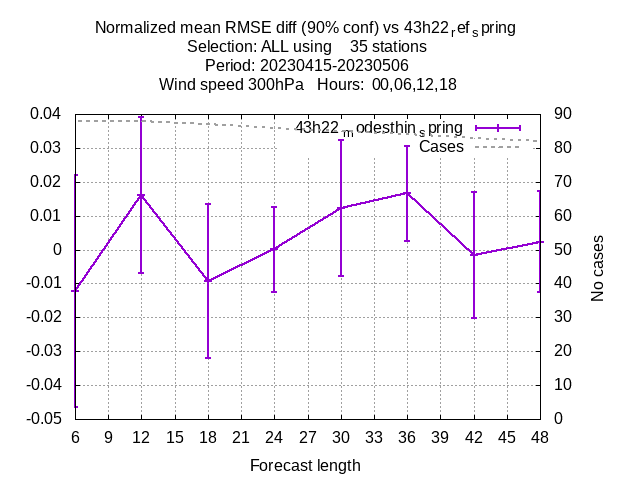 Normalized mean RMSE diff (90% conf) vs 43h22refspring
Selection: ALL using 35 stations
Period: 20230415-20230506
Wind speed 300hPa Hours: 00,06,12,18
43h22modesthinspring
Cases
0.04
0.03
0.02
0.01
0
-0.01
-0.02
-0.03
-0.04
-0.05
90
80
70
60
50
40
30
20
10
0
No cases
6 9 12 15 18 21 24 27 30 33 36 39 42 45 48
Forecast length